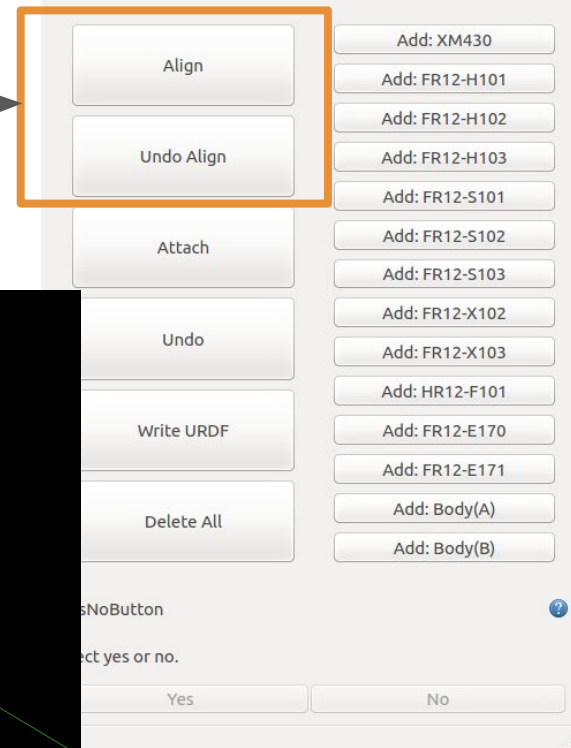 Align
Undo Align
Attach
Undo
Write URDF
Delete All
Add: XM430
Add: FR12-H101
Add: FR12-H102
Add: FR12-H103
Add: FR12-S101
Add: FR12-S102
Add: FR12-S103
Add: FR12-X102
Add: FR12-X103
Add: HR12-F101
Add: FR12-E170
Add: FR12-E171
Add: Body(A)
Add: Body(B)
sNoButton
?
ect yes or no.
Yes
No